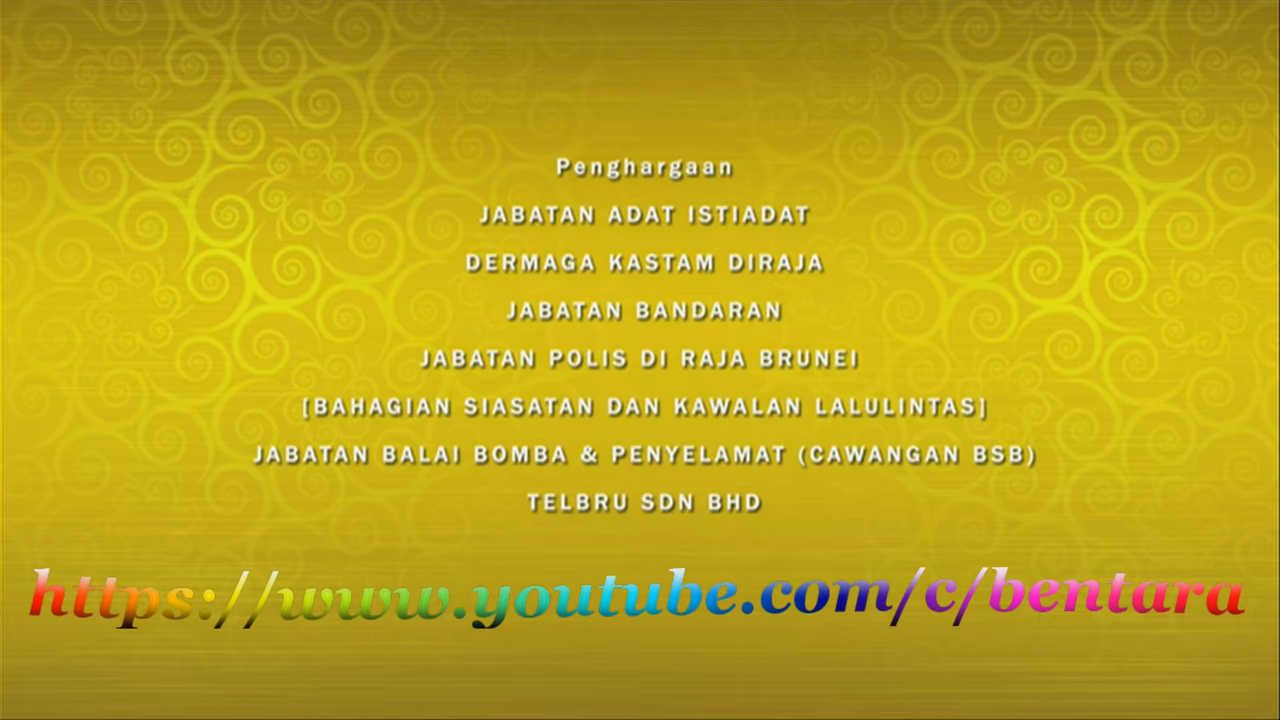 Penghargaan
JABATAN ADAT ISTIADAT
DERMAGA KASTAM DIRAJA
JABATAN BANDARAN
JABATAN POLIS DI RAJA BRUNEI
[BAHAGIAN SIASATAN DAN KAWALAN LALULINTAS]
JABATAN BALAI BOMBA & PENYELAMAT (CAWANGAN BSB)
TELBRU SDN BHD
https://www.youtube.com/c/bentara